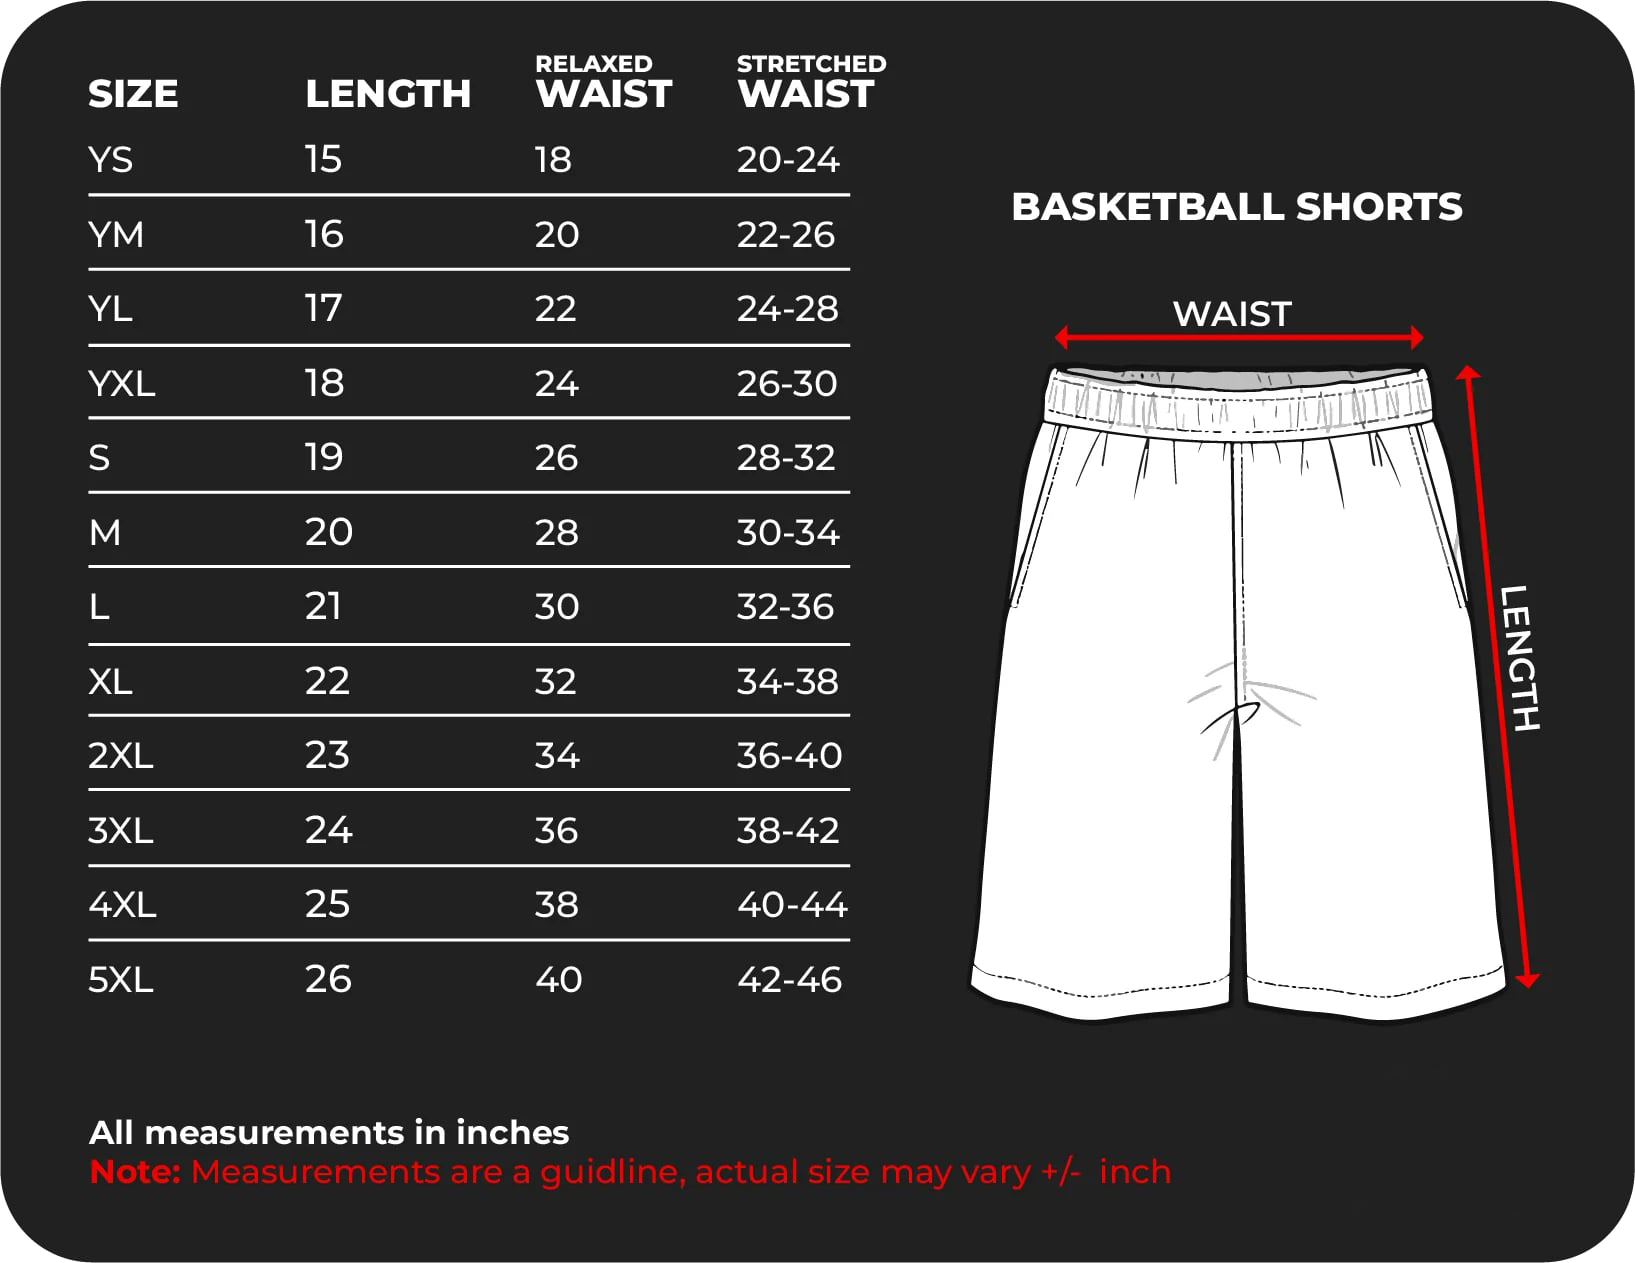 SIZE LENGTH RELAXED WAIST STRETCHED WAIST
YS 15 18 20-24
YM 16 20 22-26
YL 17 22 24-28
YXL 18 24 26-30
S 19 26 28-32
M 20 28 30-34
L 21 30 32-36
XL 22 32 34-38
2XL 23 34 36-40
3XL 24 36 38-42
4XL 25 38 40-44
5XL 26 40 42-46
BASKETBALL SHORTS
WAIST
LENGTH
All measurements in inches
Note: Measurements are a guidline, actual size may vary +/- inch